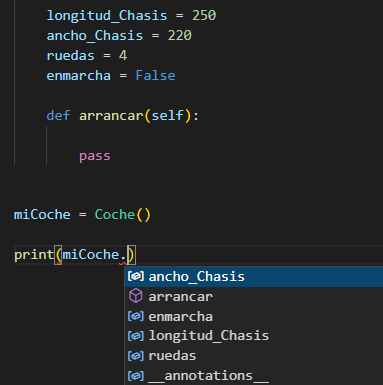 longitud_Chasis = 250
ancho_Chasis = 220
ruedas = 4
enmarcha = False
def arrancar(self):
pass
miCoche = Coche()
print(miCoche.)
ancho_Chasis
arrancar
enmarcha
longitud_Chasis
ruedas
__annotations__